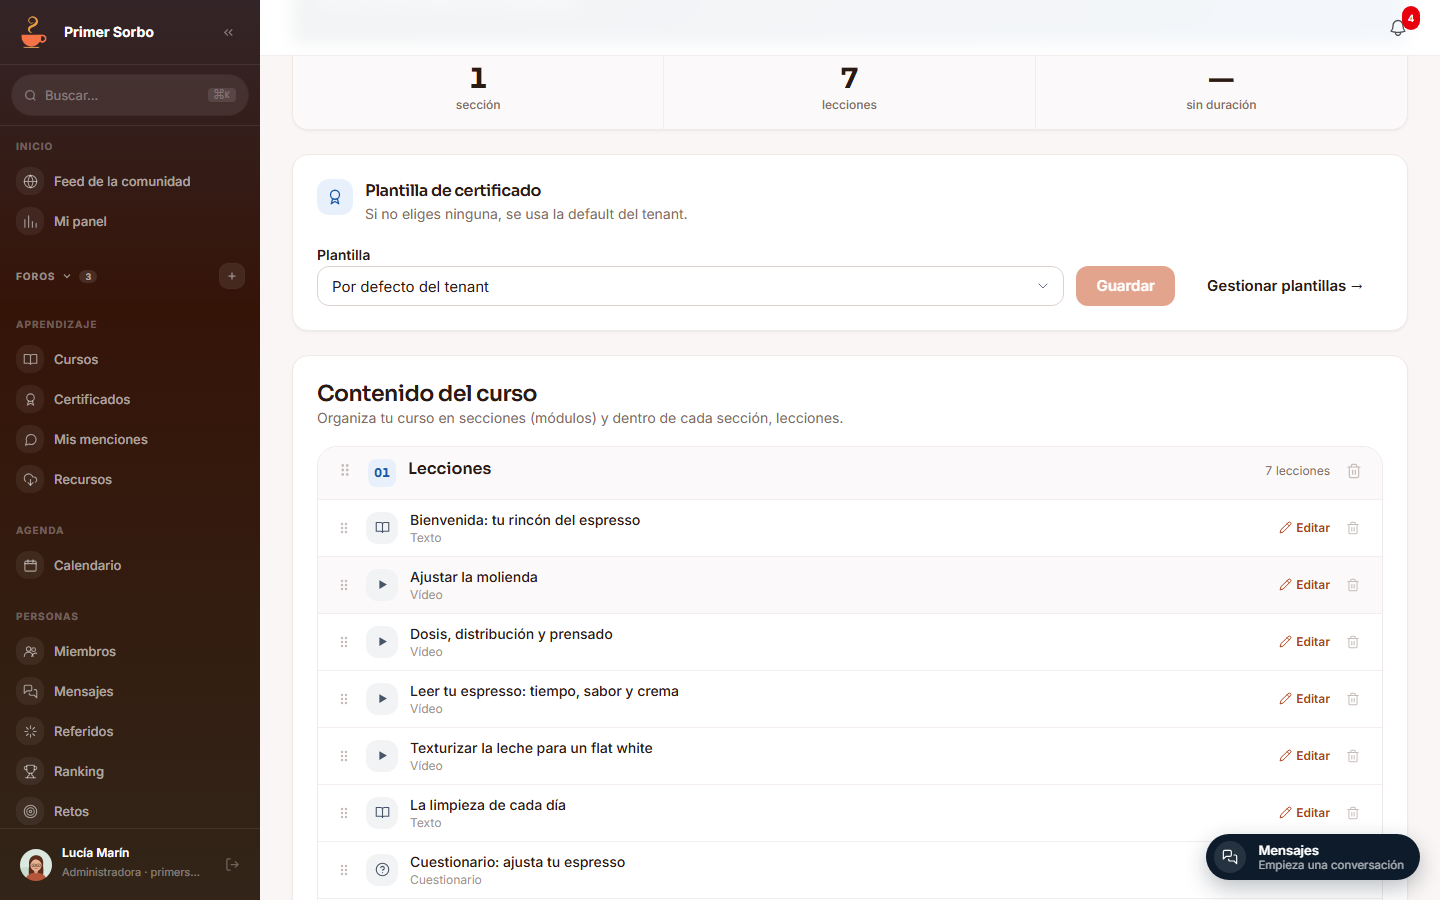 Primer Sorbo
Buscar...
⌘K
INICIO
Feed de la comunidad
Mi panel
FOROS 3
APRENDIZAJE
Cursos
Certificados
Mis menciones
Recursos
AGENDA
Calendario
PERSONAS
Miembros
Mensajes
Referidos
Ranking
Retos
Lucía Marín
Administradora · primers...
4
1
sección
7
lecciones
—
sin duración
Plantilla de certificado
Si no eliges ninguna, se usa la default del tenant.
Plantilla
Por defecto del tenant
Guardar
Gestionar plantillas →
Contenido del curso
Organiza tu curso en secciones (módulos) y dentro de cada sección, lecciones.
01 Lecciones 7 lecciones
Bienvenida: tu rincón del espresso
Texto
Editar
Ajustar la molienda
Vídeo
Editar
Dosis, distribución y prensado
Vídeo
Editar
Leer tu espresso: tiempo, sabor y crema
Vídeo
Editar
Texturizar la leche para un flat white
Vídeo
Editar
La limpieza de cada día
Texto
Editar
Cuestionario: ajusta tu espresso
Cuestionario
Mensajes
Empieza una conversación